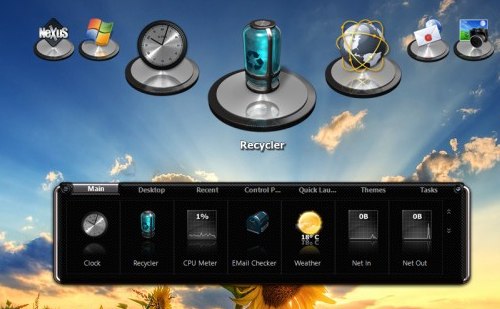 NeXuS
Recycler
Main Desktop Recent Control P... Quick Lau... Themes Tasks
1% 0B 0B
18° C
Clock Recycler CPU Meter EMail Checker Weather Net In Net Out